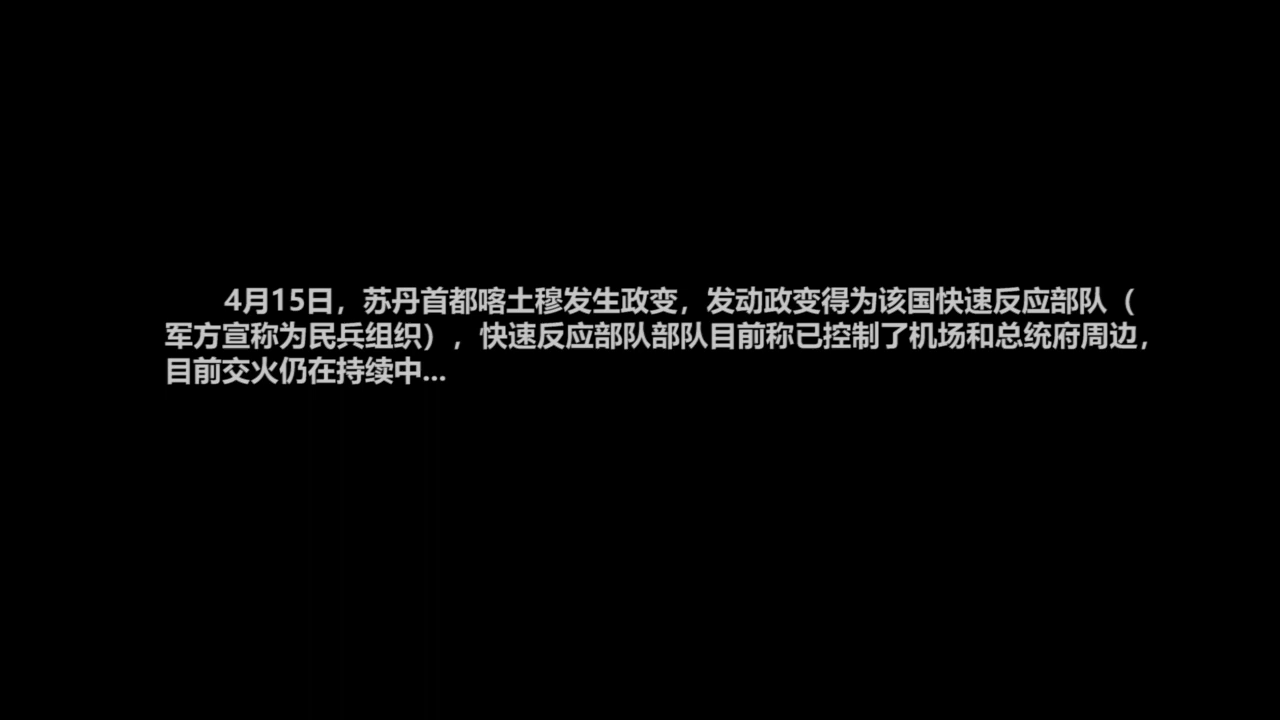 4月15日，苏丹首都喀土穆发生政变，发动政变得为该国快速反应部队（
军方宣称为民兵组织），快速反应部队部队目前称已控制了机场和总统府周边，
目前交火仍在持续中...